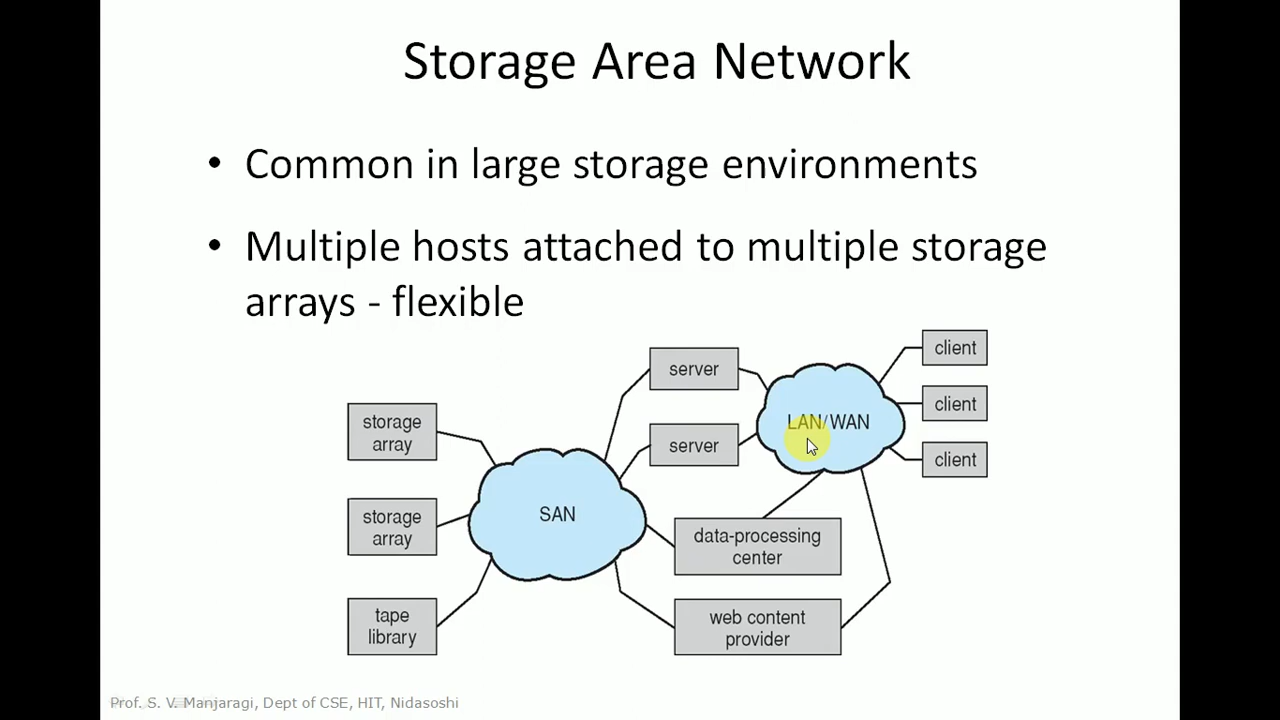 Storage Area Network
• Common in large storage environments
• Multiple hosts attached to multiple storage
arrays - flexible
storage
array
storage
array
tape
library
SAN
server
server
data-processing
center
web content
provider
LAN/WAN
client
client
client
Prof. S. V. Manjaragi, Dept of CSE, HIT, Nidasoshi